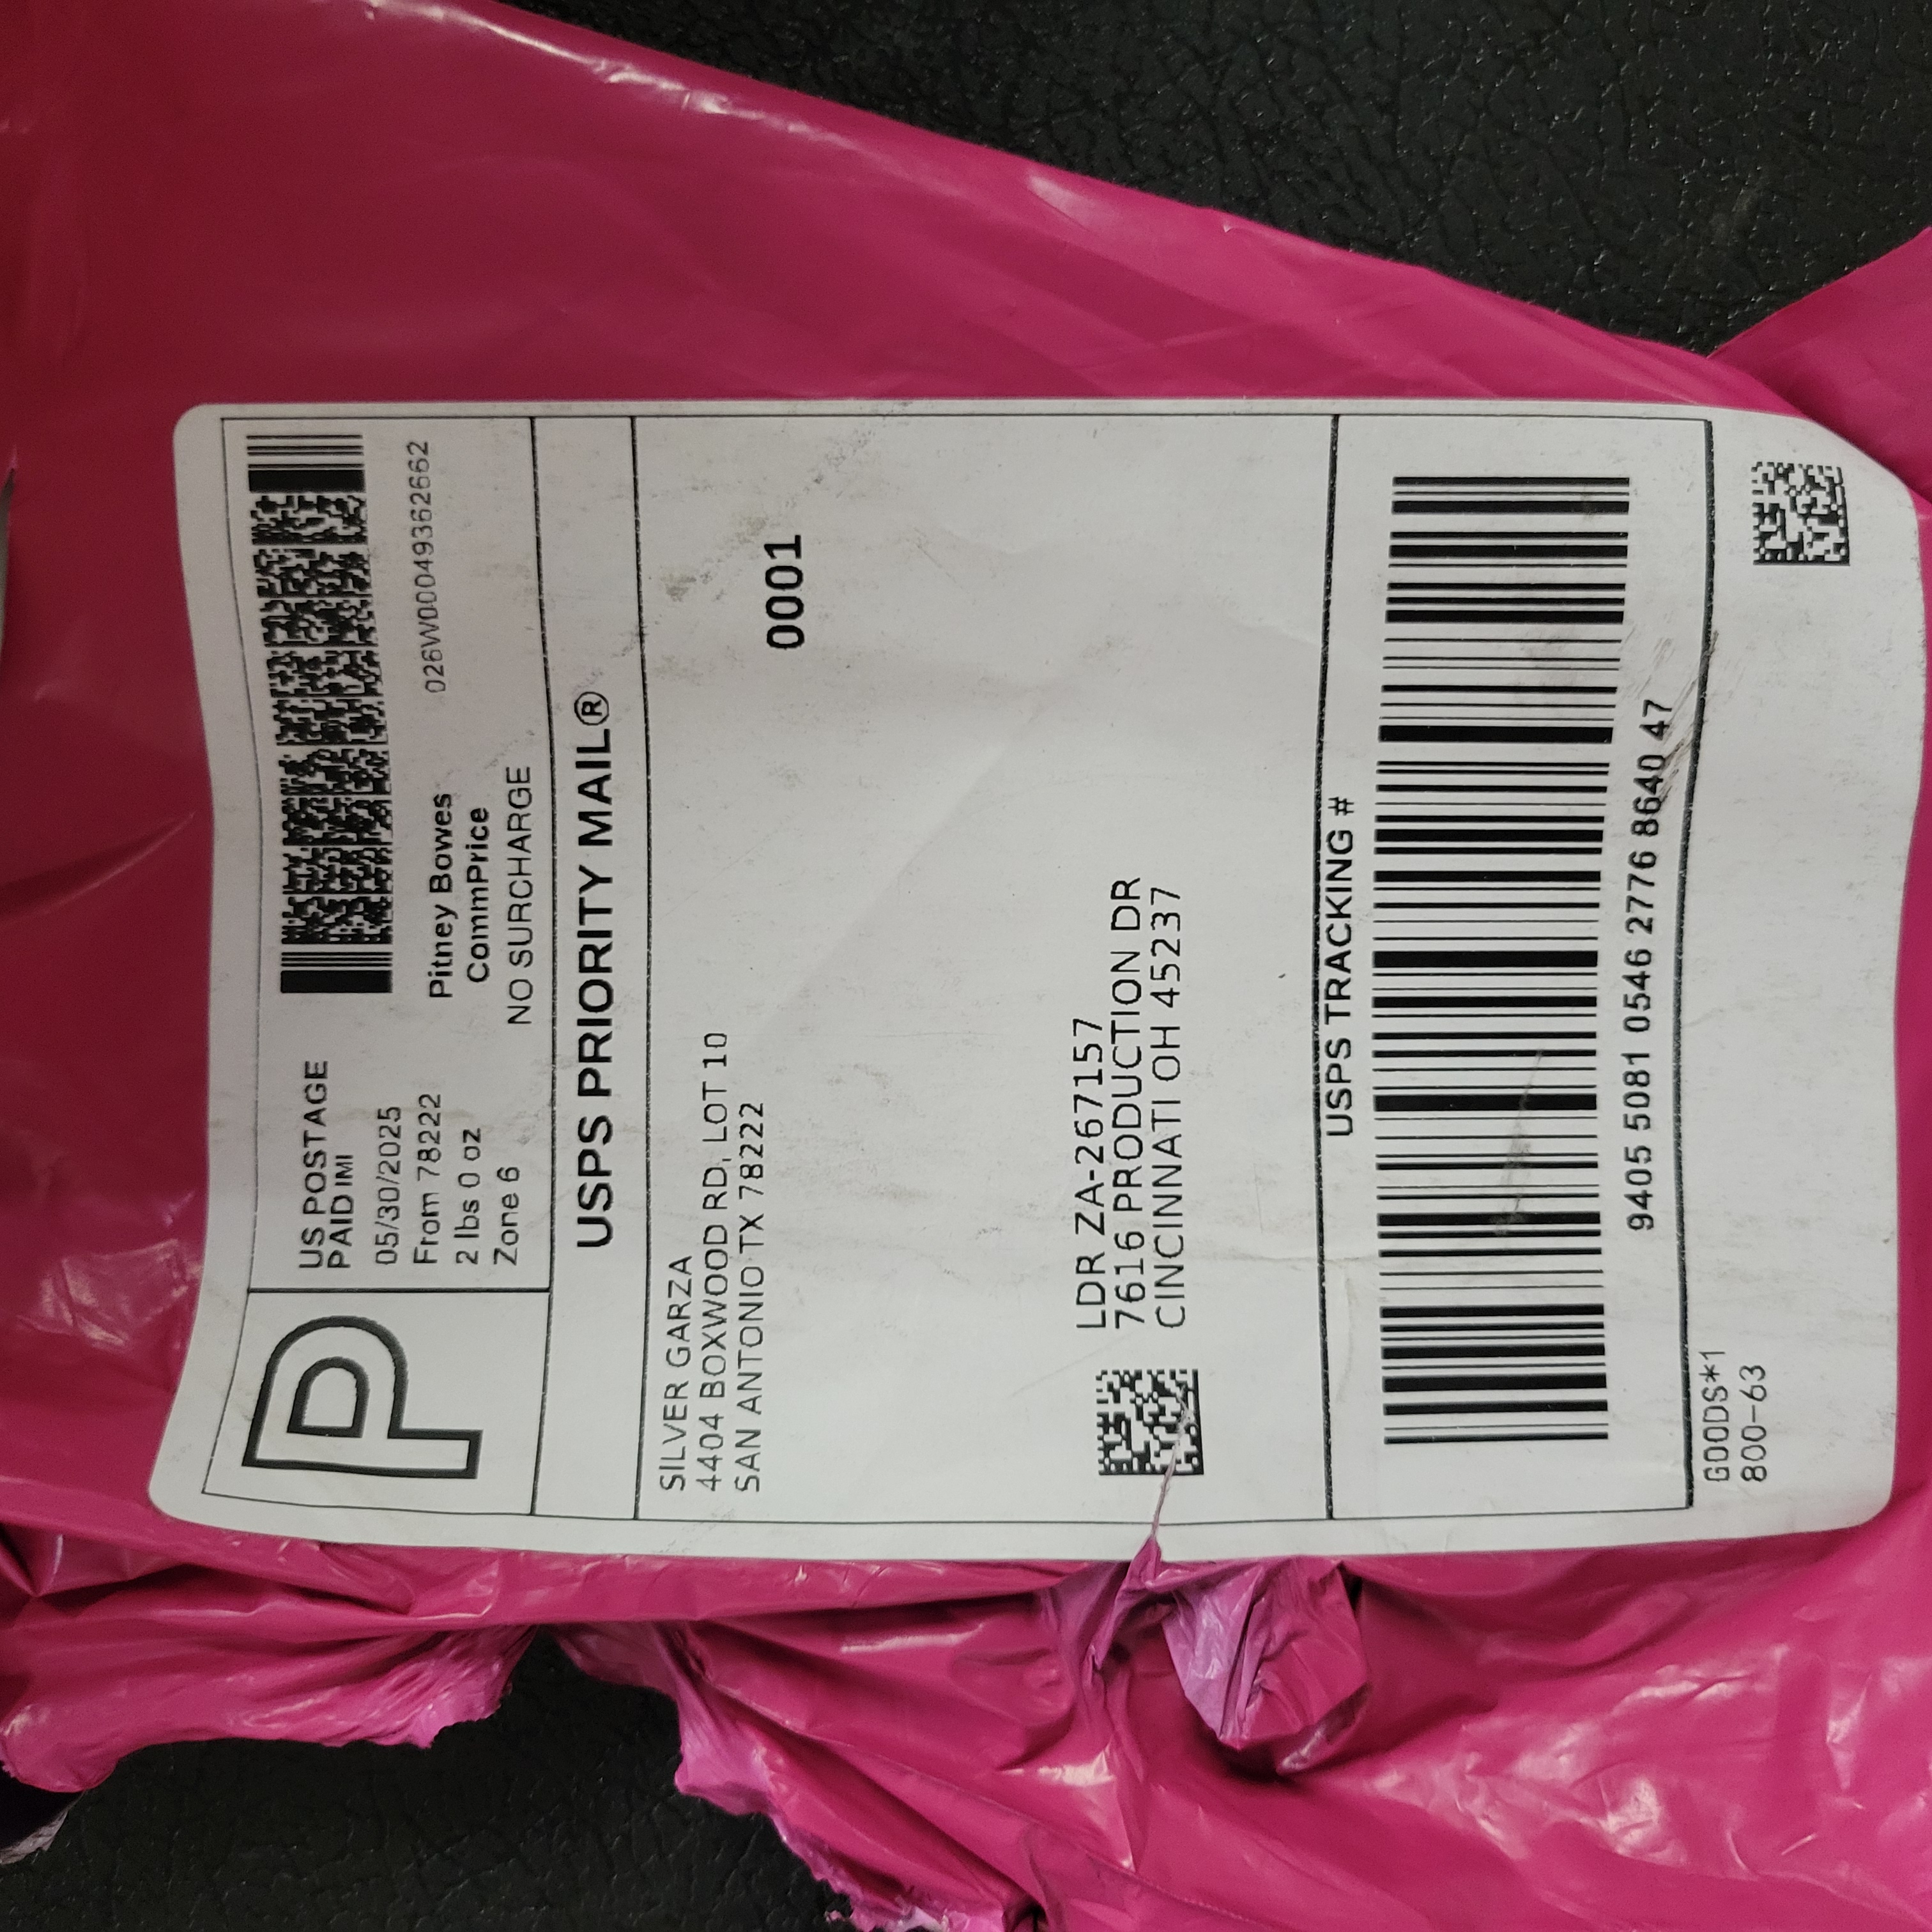 P
US POSTAGE
PAID IMI
05/30/2025
From 78222
2 lbs 0 oz
Zone 6
026W00049362662
Pitney Bowes
CommPrice
NO SURCHARGE
USPS PRIORITY MAIL®
SILVER GARZA
4404 BOXWOOD RD, LOT 10
SAN ANTONIO TX 78222
0001
LDR ZA-267157
7616 PRODUCTION DR
CINCINNATI OH 45237
USPS TRACKING #
9405 5081 0546 2776 8640 47
GOODS*1
800-63